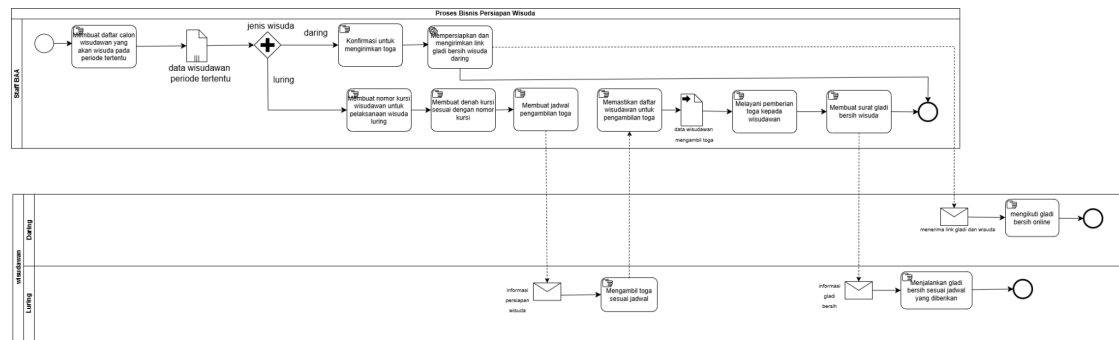 Proses Bisnis Persiapan Wisuda
Staff BAA
Membuat daftar calon
wisudawan yang
akan wisuda pada
periode tertentu
data wisudawan
periode tertentu
jenis wisuda
daring
luring
Konfirmasi untuk
mengirimkan toga
Mempersiapkan dan
mengirimkan link
gladi bersih wisuda
daring
Membuat nomor kursi
wisudawan untuk
pelaksanaan wisuda
luring
Membuat denah kursi
sesuai dengan nomor
kursi
Membuat jadwal
pengambilan toga
Memastikan daftar
wisudawan untuk
pengambilan toga
data wisudawan
mengambil toga
Melayani pemberian
toga kepada
wisudawan
Membuat surat gladi
bersih wisuda
wisudawan
Daring
menerima link gladi dan wisuda
mengikuti gladi
bersih online
Luring
informasi
persiapan
wisuda
Mengambil toga
sesuai jadwal
informasi
gladi
bersih
Menjalankan gladi
bersih sesuai jadwal
yang diberikan